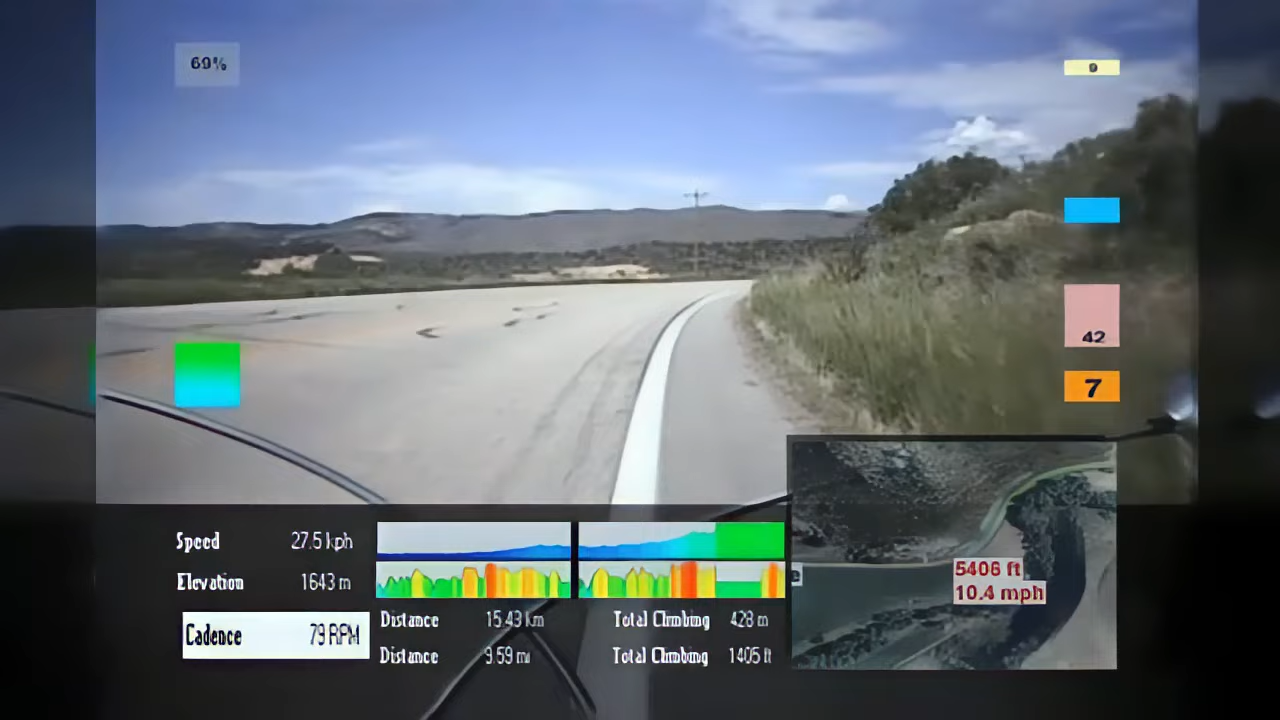 69%
9
42
7
Speed 27.5 kph
Elevation 1643 m
Cadence 79 RPM
Distance 15.43 Km
Total Climbing 428 m
Distance 9.59 mi
Total Climbing 1405 ft
e
5406 ft
10.4 mph